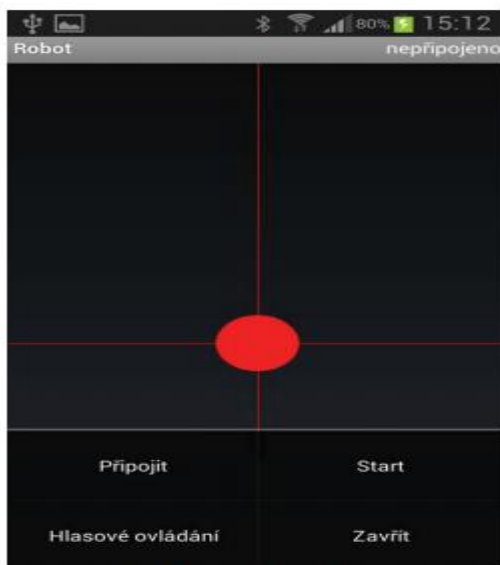 80% 15:12
Robot nepřipojeno
Připojit Start
Hlasové ovládání Zavřít